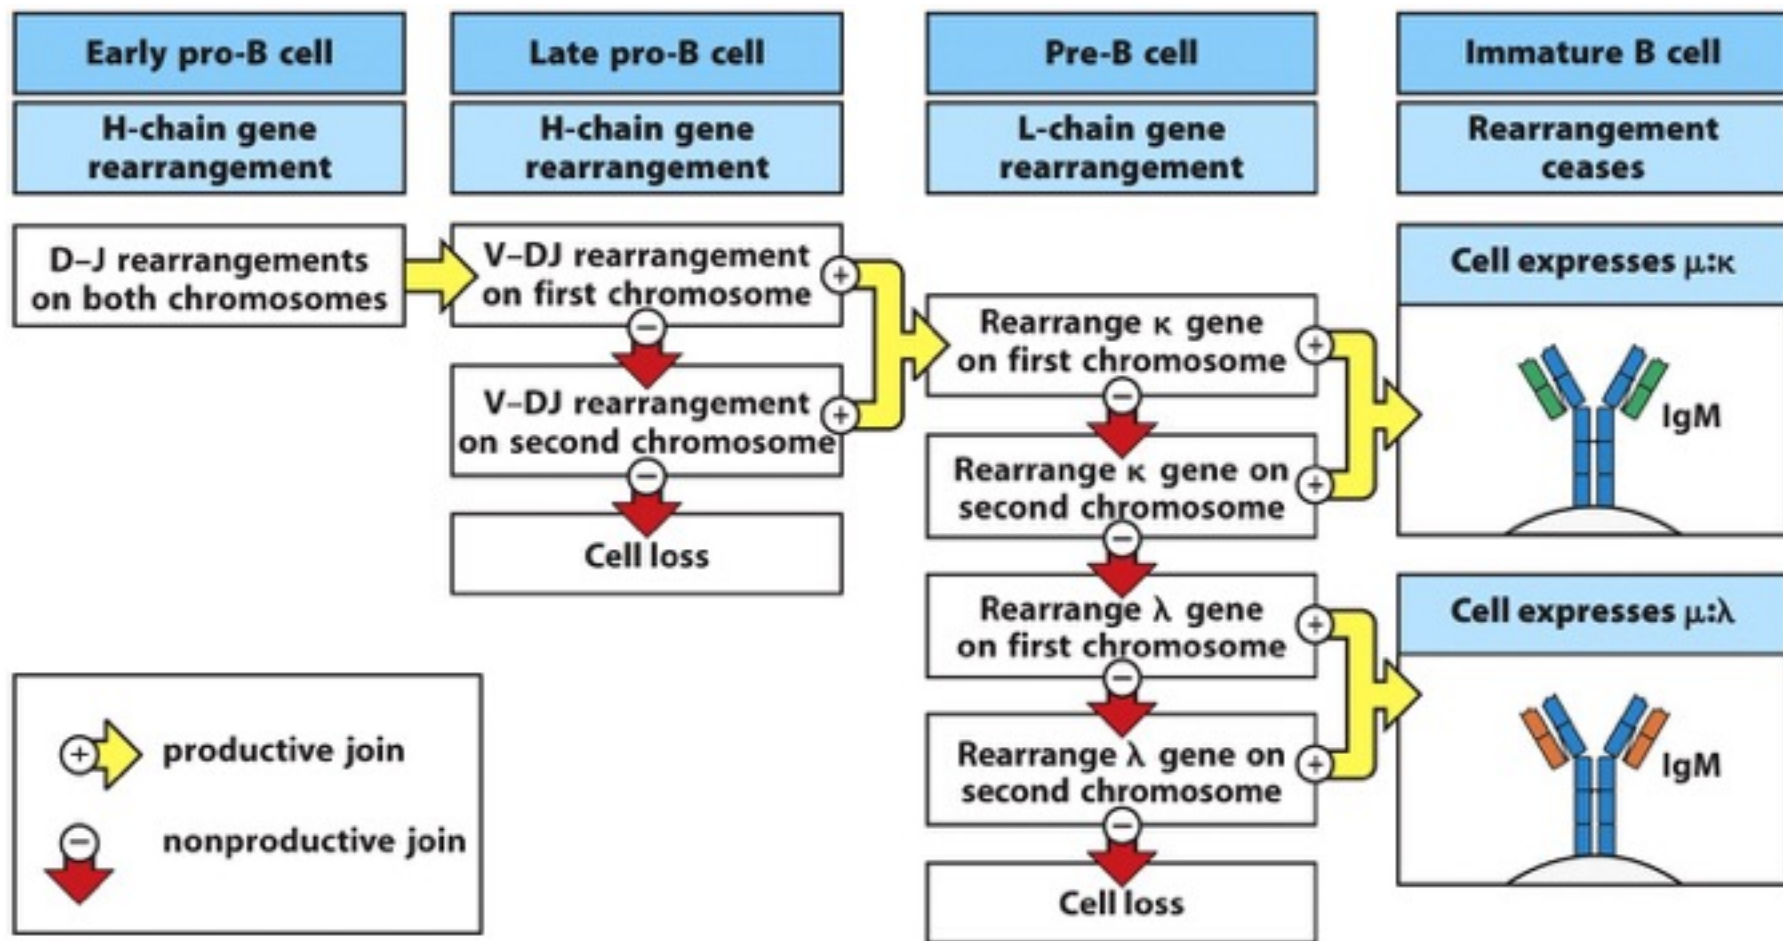 Early pro-B cell
H-chain gene
rearrangement
D–J rearrangements
on both chromosomes
Late pro-B cell
H-chain gene
rearrangement
V–DJ rearrangement
on first chromosome
+
−
V–DJ rearrangement
on second chromosome
+
−
Cell loss
Pre-B cell
L-chain gene
rearrangement
Rearrange κ gene
on first chromosome
+
−
Rearrange κ gene on
second chromosome
+
−
Rearrange λ gene
on first chromosome
+
−
Rearrange λ gene on
second chromosome
+
−
Cell loss
Immature B cell
Rearrangement
ceases
Cell expresses μ:κ
IgM
Cell expresses μ:λ
IgM
+ productive join
− nonproductive join